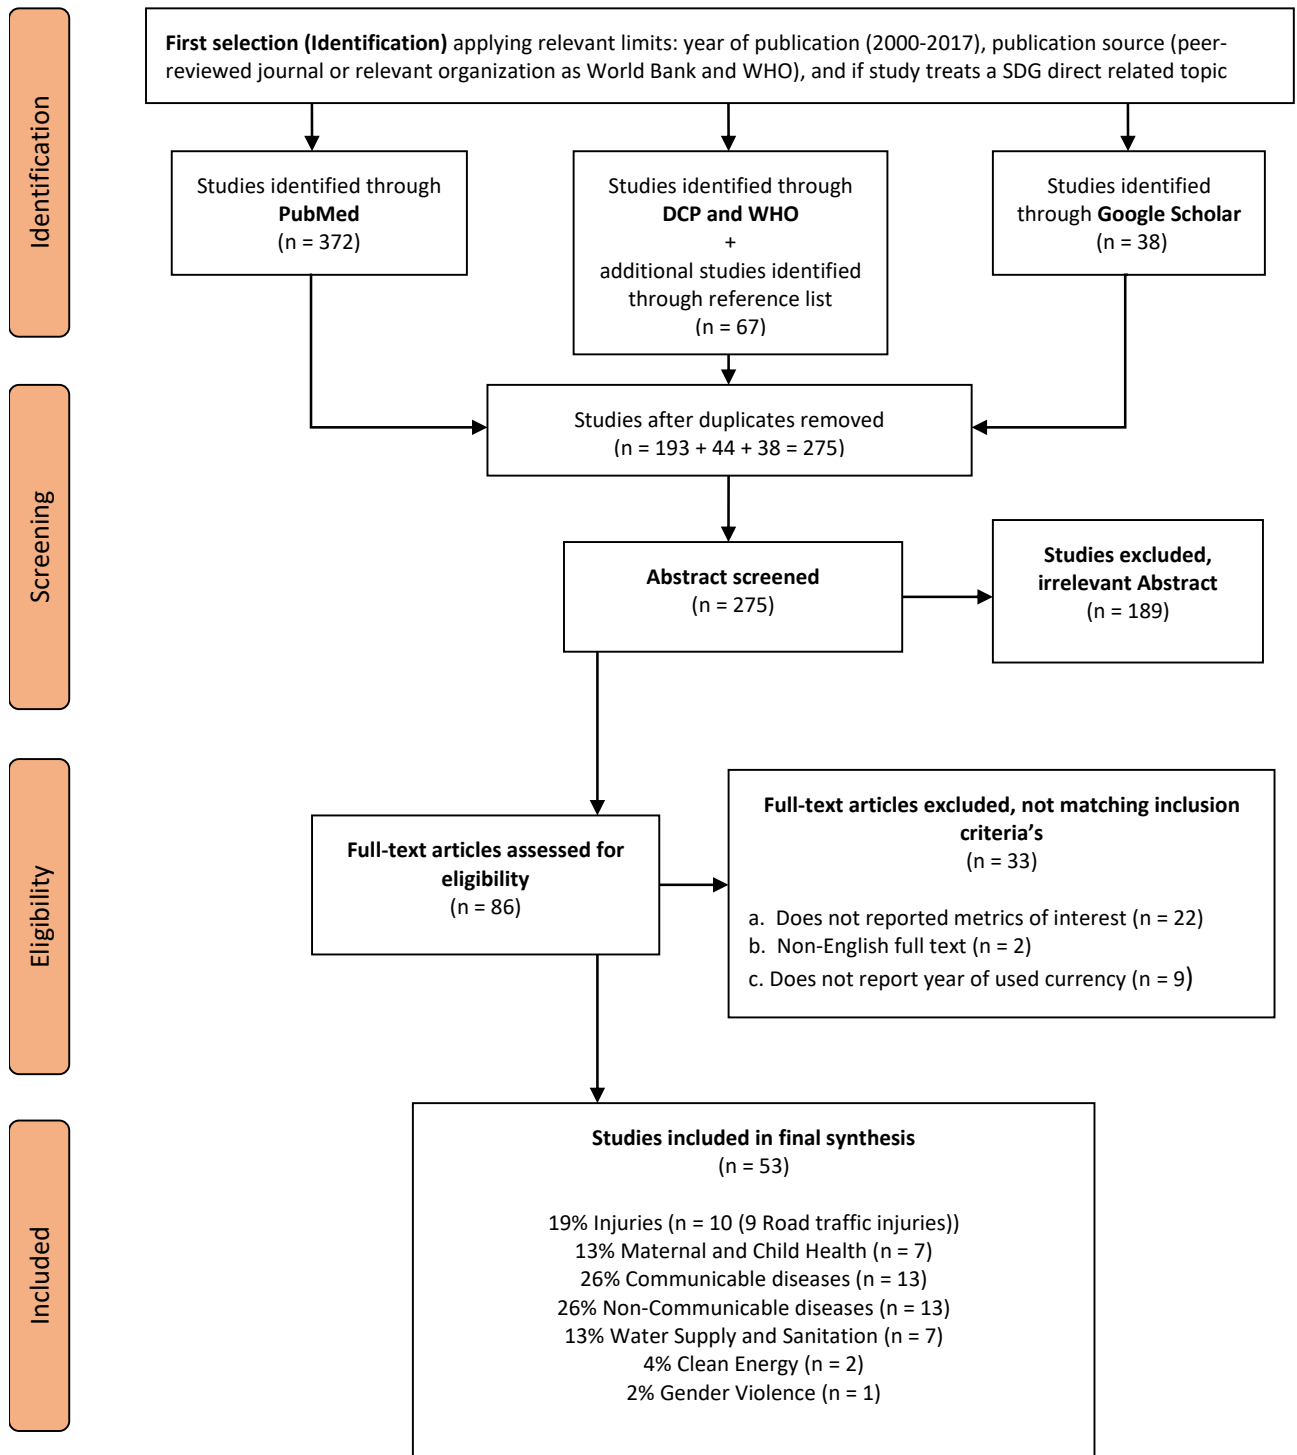 Identification
First selection (Identification) applying relevant limits: year of publication (2000-2017), publication source (peer-
reviewed journal or relevant organization as World Bank and WHO), and if study treats a SDG direct related topic
Studies identified through
PubMed
(n = 372)
Studies identified through
DCP and WHO
+
additional studies identified
through reference list
(n = 67)
Studies identified
through Google Scholar
(n = 38)
Screening
Studies after duplicates removed
(n = 193 + 44 + 38 = 275)
Abstract screened
(n = 275)
Studies excluded,
irrelevant Abstract
(n = 189)
Eligibility
Full-text articles assessed for
eligibility
(n = 86)
Full-text articles excluded, not matching inclusion
criteria's
(n = 33)
a. Does not reported metrics of interest (n = 22)
b. Non-English full text (n = 2)
c. Does not report year of used currency (n = 9)
Included
Studies included in final synthesis
(n = 53)
19% Injuries (n = 10 (9 Road traffic injuries))
13% Maternal and Child Health (n = 7)
26% Communicable diseases (n = 13)
26% Non-Communicable diseases (n = 13)
13% Water Supply and Sanitation (n = 7)
4% Clean Energy (n = 2)
2% Gender Violence (n = 1)